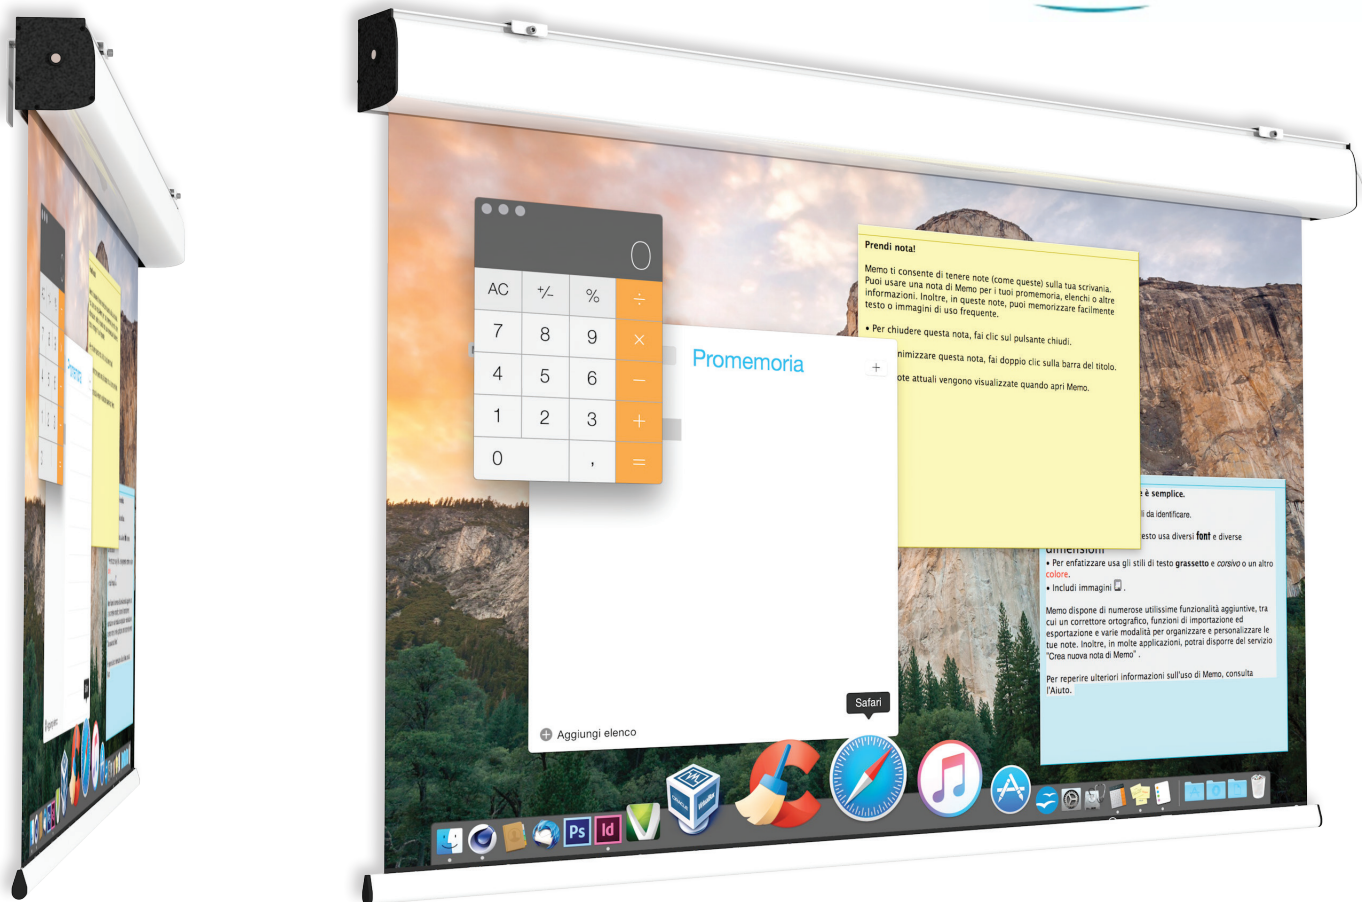 0
AC +/- % ÷
7 8 9 ×
4 5 6 −
1 2 3 +
0 , =
Promemoria
+
Aggiungi elenco
Prendi nota!
Memo ti consente di tenere note (come queste) sulla tua scrivania.
Puoi usare una nota di Memo per i tuoi promemoria, elenchi o altre
informazioni. Inoltre, in queste note, puoi memorizzare facilmente
testo o immagini di uso frequente.
• Per chiudere questa nota, fai clic sul pulsante chiudi.
nimizzare questa nota, fai doppio clic sulla barra del titolo.
ote attuali vengono visualizzate quando apri Memo.
è semplice.
li da identificare.
esto usa diversi font e diverse
dimensioni
• Per enfatizzare usa gli stili di testo grassetto e corsivo o un altro
colore.
• Includi immagini .
Memo dispone di numerose utilissime funzionalità aggiuntive, tra
cui un correttore ortografico, funzioni di importazione ed
esportazione e varie modalità per organizzare e personalizzare le
tue note. Inoltre, in molte applicazioni, potrai disporre del servizio
"Crea nuova nota di Memo" .
Per reperire ulteriori informazioni sull'uso di Memo, consulta
l'Aiuto.
Safari
Ps Id